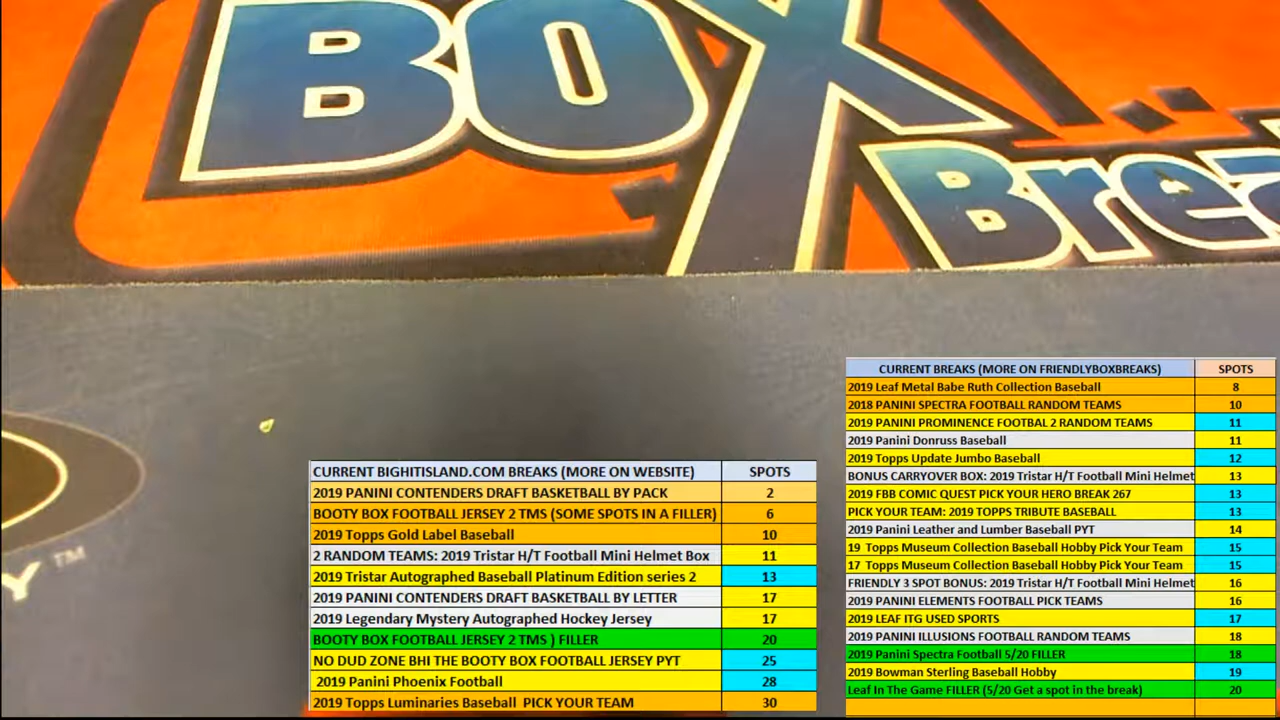 BOX
Brea
Y™
CURRENT BIGHITISLAND.COM BREAKS (MORE ON WEBSITE) SPOTS
2019 PANINI CONTENDERS DRAFT BASKETBALL BY PACK 2
BOOTY BOX FOOTBALL JERSEY 2 TMS (SOME SPOTS IN A FILLER) 6
2019 Topps Gold Label Baseball 10
2 RANDOM TEAMS: 2019 Tristar H/T Football Mini Helmet Box 11
2019 Tristar Autographed Baseball Platinum Edition series 2 13
2019 PANINI CONTENDERS DRAFT BASKETBALL BY LETTER 17
2019 Legendary Mystery Autographed Hockey Jersey 17
BOOTY BOX FOOTBALL JERSEY 2 TMS ) FILLER 20
NO DUD ZONE BHI THE BOOTY BOX FOOTBALL JERSEY PYT 25
2019 Panini Phoenix Football 28
2019 Topps Luminaries Baseball PICK YOUR TEAM 30
CURRENT BREAKS (MORE ON FRIENDLYBOXBREAKS) SPOTS
2019 Leaf Metal Babe Ruth Collection Baseball 8
2018 PANINI SPECTRA FOOTBALL RANDOM TEAMS 10
2019 PANINI PROMINENCE FOOTBAL 2 RANDOM TEAMS 11
2019 Panini Donruss Baseball 11
2019 Topps Update Jumbo Baseball 12
BONUS CARRYOVER BOX: 2019 Tristar H/T Football Mini Helmet 13
2019 FBB COMIC QUEST PICK YOUR HERO BREAK 267 13
PICK YOUR TEAM: 2019 TOPPS TRIBUTE BASEBALL 13
2019 Panini Leather and Lumber Baseball PYT 14
19 Topps Museum Collection Baseball Hobby Pick Your Team 15
17 Topps Museum Collection Baseball Hobby Pick Your Team 15
FRIENDLY 3 SPOT BONUS: 2019 Tristar H/T Football Mini Helmet 16
2019 PANINI ELEMENTS FOOTBALL PICK TEAMS 16
2019 LEAF ITG USED SPORTS 17
2019 PANINI ILLUSIONS FOOTBALL RANDOM TEAMS 18
2019 Panini Spectra Football 5/20 FILLER 18
2019 Bowman Sterling Baseball Hobby 19
Leaf In The Game FILLER (5/20 Get a spot in the break) 20